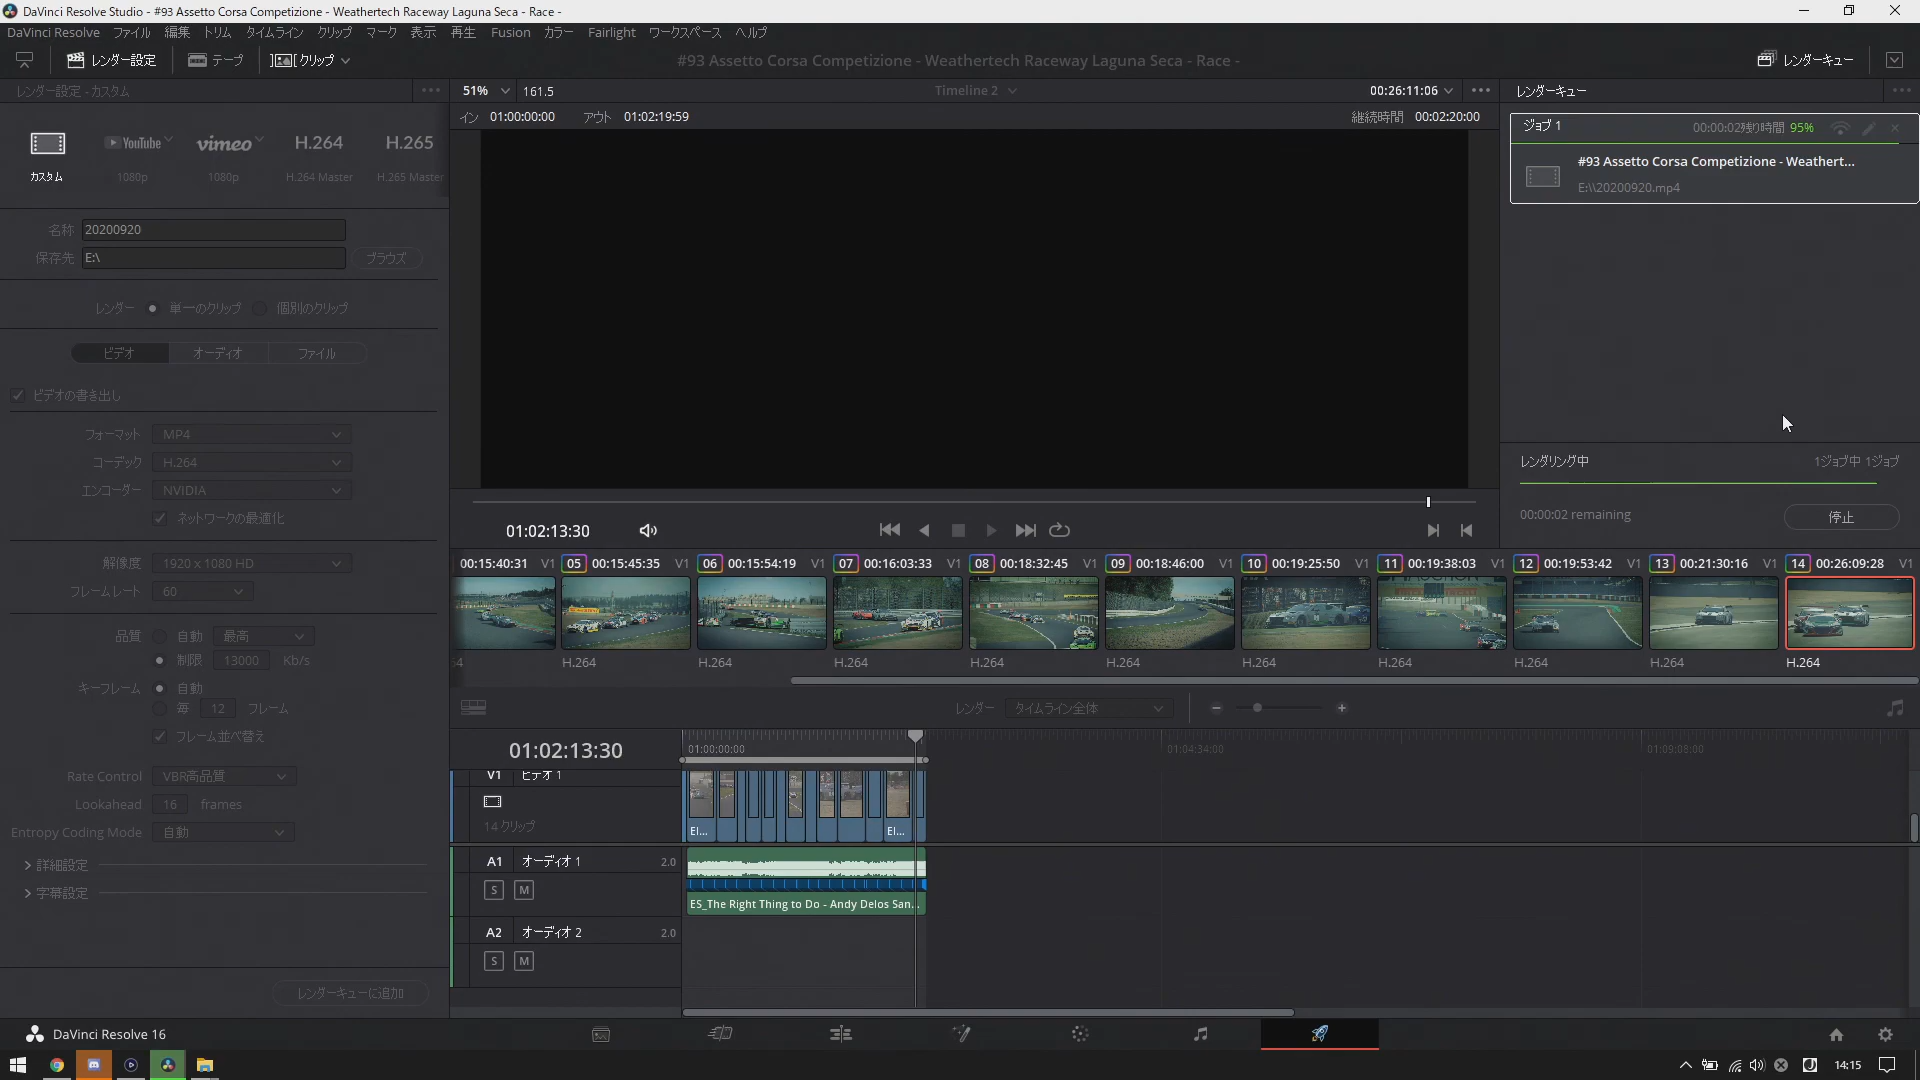 DaVinci Resolve Studio - #93 Assetto Corsa Competizione - Weathertech Raceway Laguna Seca - Race -
DaVinci Resolve ファイル 編集 トリム タイムライン クリップ マーク 表示 再生 Fusion カラー Fairlight ワークスペース ヘルプ
レンダー設定 テープ クリップ #93 Assetto Corsa Competizione - Weathertech Raceway Laguna Seca - Race - レンダーキュー
レンダー設定 - カスタム
51% 161.5 Timeline 2 00:26:11:06
レンダーキュー
イン 01:00:00:00 アウト 01:02:19:59 継続時間 00:02:20:00
ジョブ 1 00:00:02残り時間 95%
#93 Assetto Corsa Competizione - Weathert...
E:\\20200920.mp4
YouTube vimeo H.264 H.265
カスタム 1080p 1080p H.264 Master H.265 Master
名称 20200920
保存先 E:\ ブラウズ
レンダー 単一のクリップ 個別のクリップ
ビデオ オーディオ ファイル
ビデオの書き出し
フォーマット MP4
コーデック H.264
エンコーダー NVIDIA
ネットワークの最適化
解像度 1920 x 1080 HD
フレームレート 60
品質 自動 最高
制限 13000 Kb/s
キーフレーム 自動
毎 12 フレーム
フレーム並べ替え
Rate Control VBR高品質
Lookahead 16 frames
Entropy Coding Mode 自動
詳細設定
字幕設定
レンダーキューに追加
レンダリング中 1ジョブ中 1ジョブ
00:00:02 remaining 停止
01:02:13:30
00:15:40:31 V1 05 00:15:45:35 V1 06 00:15:54:19 V1 07 00:16:03:33 V1 08 00:18:32:45 V1 09 00:18:46:00 V1 10 00:19:25:50 V1 11 00:19:38:03 V1 12 00:19:53:42 V1 13 00:21:30:16 V1 14 00:26:09:28 V1
H.264 H.264 H.264 H.264 H.264 H.264 H.264 H.264 H.264 H.264
レンダー タイムライン全体
01:02:13:30 01:00:00:00 01:04:34:00 01:09:08:00
V1 ビデオ 1
14 クリップ
El... El...
A1 オーディオ 1 2.0
S M
ES_The Right Thing to Do - Andy Delos San...
A2 オーディオ 2 2.0
S M
DaVinci Resolve 16
14:15